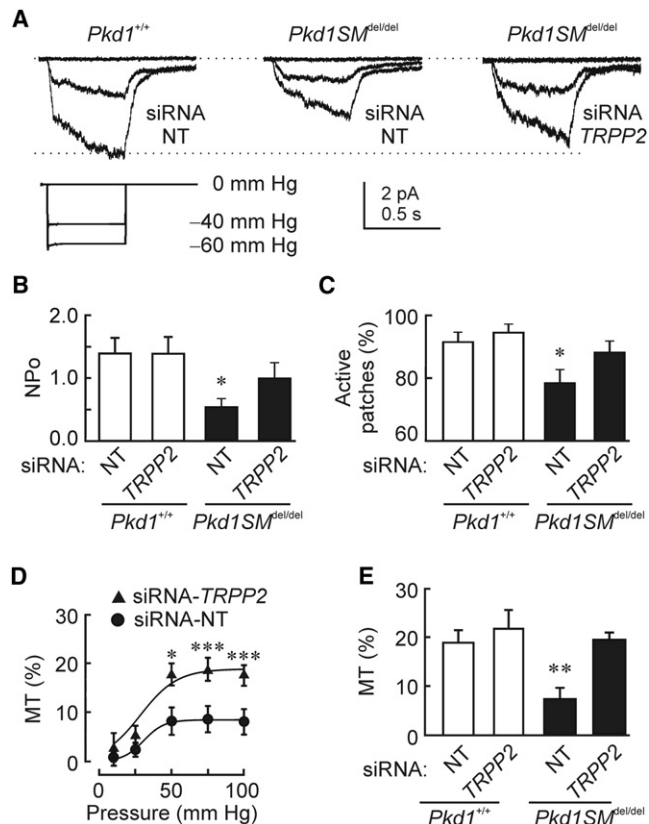 A
Pkd1+/+
Pkd1SMdel/del
Pkd1SMdel/del
siRNA
NT
siRNA
NT
siRNA
TRPP2
0 mm Hg
–40 mm Hg
–60 mm Hg
2 pA
0.5 s
B
NPo
2.0
1.0
0.0
*
siRNA:
NT
TRPP2
NT
TRPP2
Pkd1+/+
Pkd1SMdel/del
C
Active
patches (%)
100
80
60
*
siRNA:
NT
TRPP2
NT
TRPP2
Pkd1+/+
Pkd1SMdel/del
D
siRNA-TRPP2
siRNA-NT
MT (%)
30
20
10
0
* *** ***
0 50 100
Pressure (mm Hg)
E
MT (%)
30
20
10
0
**
siRNA:
NT
TRPP2
NT
TRPP2
Pkd1+/+
Pkd1SMdel/del